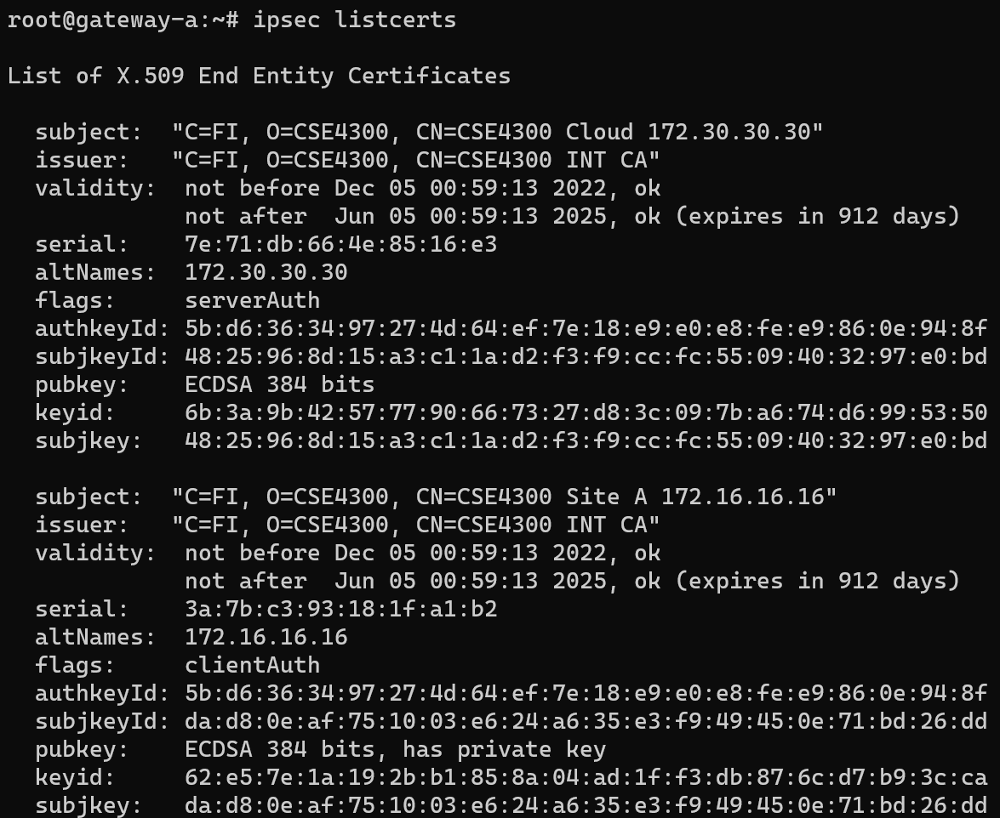 root@gateway-a:~# ipsec listcerts
List of X.509 End Entity Certificates
subject: "C=FI, O=CSE4300, CN=CSE4300 Cloud 172.30.30.30"
issuer: "C=FI, O=CSE4300, CN=CSE4300 INT CA"
validity: not before Dec 05 00:59:13 2022, ok
not after Jun 05 00:59:13 2025, ok (expires in 912 days)
serial: 7e:71:db:66:4e:85:16:e3
altNames: 172.30.30.30
flags: serverAuth
authkeyId: 5b:d6:36:34:97:27:4d:64:ef:7e:18:e9:e0:e8:fe:e9:86:0e:94:8f
subjkeyId: 48:25:96:8d:15:a3:c1:1a:d2:f3:f9:cc:fc:55:09:40:32:97:e0:bd
pubkey: ECDSA 384 bits
keyid: 6b:3a:9b:42:57:77:90:66:73:27:d8:3c:09:7b:a6:74:d6:99:53:50
subjkey: 48:25:96:8d:15:a3:c1:1a:d2:f3:f9:cc:fc:55:09:40:32:97:e0:bd
subject: "C=FI, O=CSE4300, CN=CSE4300 Site A 172.16.16.16"
issuer: "C=FI, O=CSE4300, CN=CSE4300 INT CA"
validity: not before Dec 05 00:59:13 2022, ok
not after Jun 05 00:59:13 2025, ok (expires in 912 days)
serial: 3a:7b:c3:93:18:1f:a1:b2
altNames: 172.16.16.16
flags: clientAuth
authkeyId: 5b:d6:36:34:97:27:4d:64:ef:7e:18:e9:e0:e8:fe:e9:86:0e:94:8f
subjkeyId: da:d8:0e:af:75:10:03:e6:24:a6:35:e3:f9:49:45:0e:71:bd:26:dd
pubkey: ECDSA 384 bits, has private key
keyid: 62:e5:7e:1a:19:2b:b1:85:8a:04:ad:1f:f3:db:87:6c:d7:b9:3c:ca
subjkey: da:d8:0e:af:75:10:03:e6:24:a6:35:e3:f9:49:45:0e:71:bd:26:dd